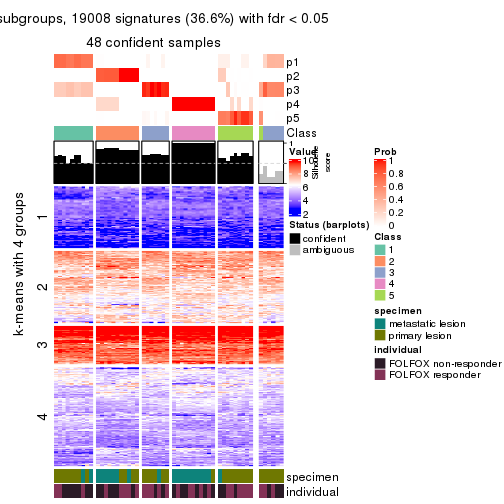 subgroups, 19008 signatures (36.6%) with fdr < 0.05
48 confident samples
p1
p2
p3
p4
p5
Class
1
Silhouette
score
k-means with 4 groups
1
2
3
4
specimen
individual
Value
10
8
6
4
2
Status (barplots)
confident
ambiguous
Prob
1
0.8
0.6
0.4
0.2
0
Class
1
2
3
4
5
specimen
metastatic lesion
primary lesion
individual
FOLFOX non-responder
FOLFOX responder